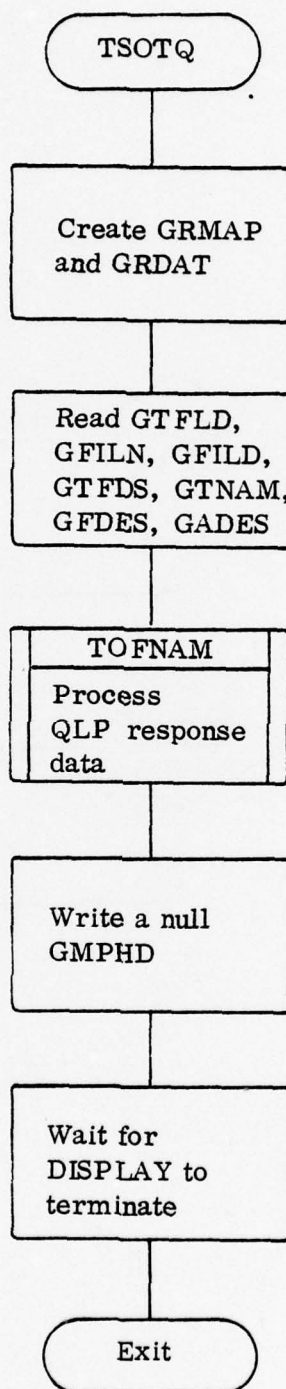 TSOTQ
Create GRMAP
and GRDAT
Read GTFLD,
GFILN, GFILD,
GTFDS, GTNAM,
GFDES, GADES
TOFNAM
Process
QLP response
data
Write a null
GMPHD
Wait for
DISPLAY to
terminate
Exit